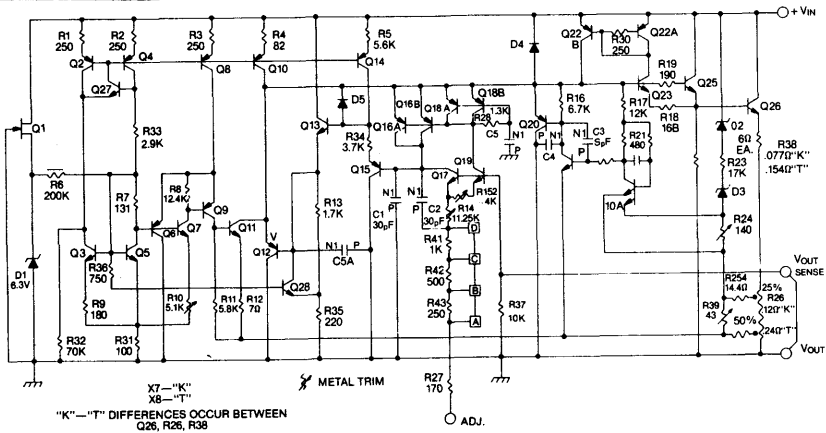 + VIN
R1
250
R2
250
Q4
R3
250
R4
82
R5
5.6K
D4
Q22
B
R30
250
Q22A
Q2
Q8
Q10
Q14
R19
190
Q25
Q27
D5
Q16B
Q18B
1.3K
Q18A
R28
Q16A
C5
N1
P
Q20
R16
6.7K
R17
12K
Q23
R18
16B
Q26
Q1
R33
2.9K
Q13
R34
3.7K
P
C4
N1
P
C3
5pF
R21
480
D2
6Ω
EA.
R38
.077Ω"K"
.154Ω"T"
R6
200K
R7
131
R8
12.4K
Q15
Q17
Q19
R152
.4K
R23
17K
D3
Q9
R13
1.7K
N1
P
C1
30pF
N1
P
C2
30pF
R14
11.25K
10A
R24
140
Q3
Q5
Q6
Q7
Q11
V
Q12
N1
P
C5A
R41
1K
D
C
D1
6.3V
R36
750
Q28
R42
500
B
VOUT
SENSE
R9
180
R10
5.1K
R11
5.8K
R12
7Ω
R35
220
R43
250
A
R37
10K
R254
14.4Ω
25%
R26
12Ω"K"
R39
43
50%
24Ω"T"
R32
70K
R31
100
VOUT
X7-"K"
X8-"T"
METAL TRIM
R27
170
"K"—"T" DIFFERENCES OCCUR BETWEEN
Q26, R26, R38
ADJ.